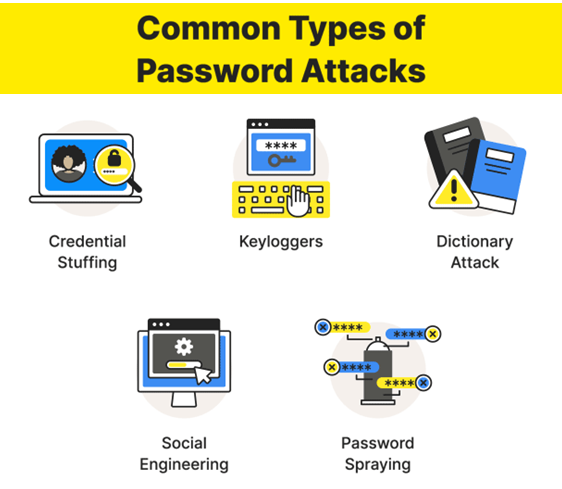 Common Types of
Password Attacks
****
Credential
Stuffing
****
Keyloggers
Dictionary
Attack
Social
Engineering
****
****
****
****
Password
Spraying